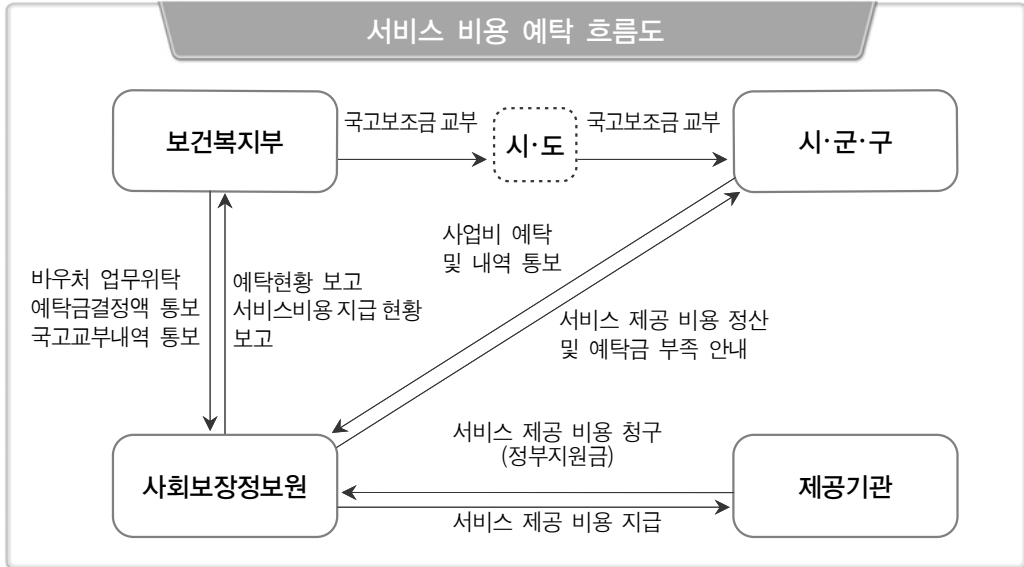 서비스 비용 예탁 흐름도
보건복지부
국고보조금 교부
시·도
국고보조금 교부
시·군·구
사업비 예탁
및 내역 통보
바우처 업무위탁
예탁금결정액 통보
국고교부내역 통보
예탁현황 보고
서비스비용 지급 현황
보고
서비스 제공 비용 정산
및 예탁금 부족 안내
서비스 제공 비용 청구
(정부지원금)
사회보장정보원
제공기관
서비스 제공 비용 지급